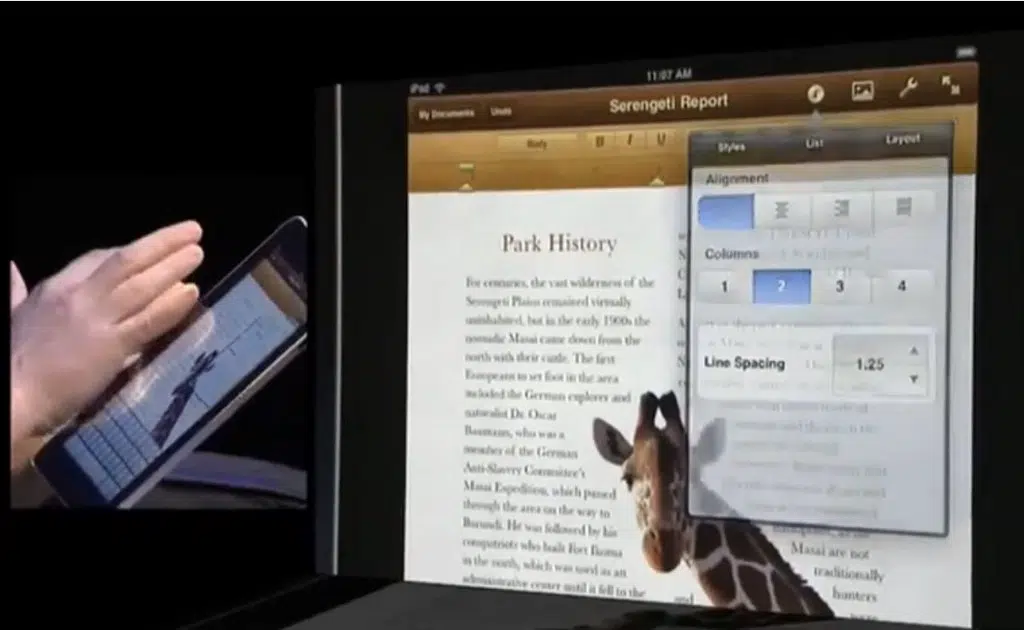 iPad
11:07 AM
My Documents
Undo
Serengeti Report
Body
B
I
U
Styles
List
Layout
Alignment
Columns
1
2
3
4
Line Spacing
1.25
Park History
For centuries, the vast wilderness of the
Serengeti Plains remained virtually
uninhabited, but in the early 1900s the
nomadic Masai came down from the
north with their cattle. The first
Europeans to set foot in the area
included the German explorer and
naturalist Dr. Oscar
Baumann, who was a
member of the German
Anti-Slavery Committee's
Masai Expedition, which passed
through the area on the way to
Burundi. He was followed by his
compatriots who built Fort Ikoma
in the north, which was used as an
administrative center until it fell to the
and
Masai are not
traditionally
hunters
were